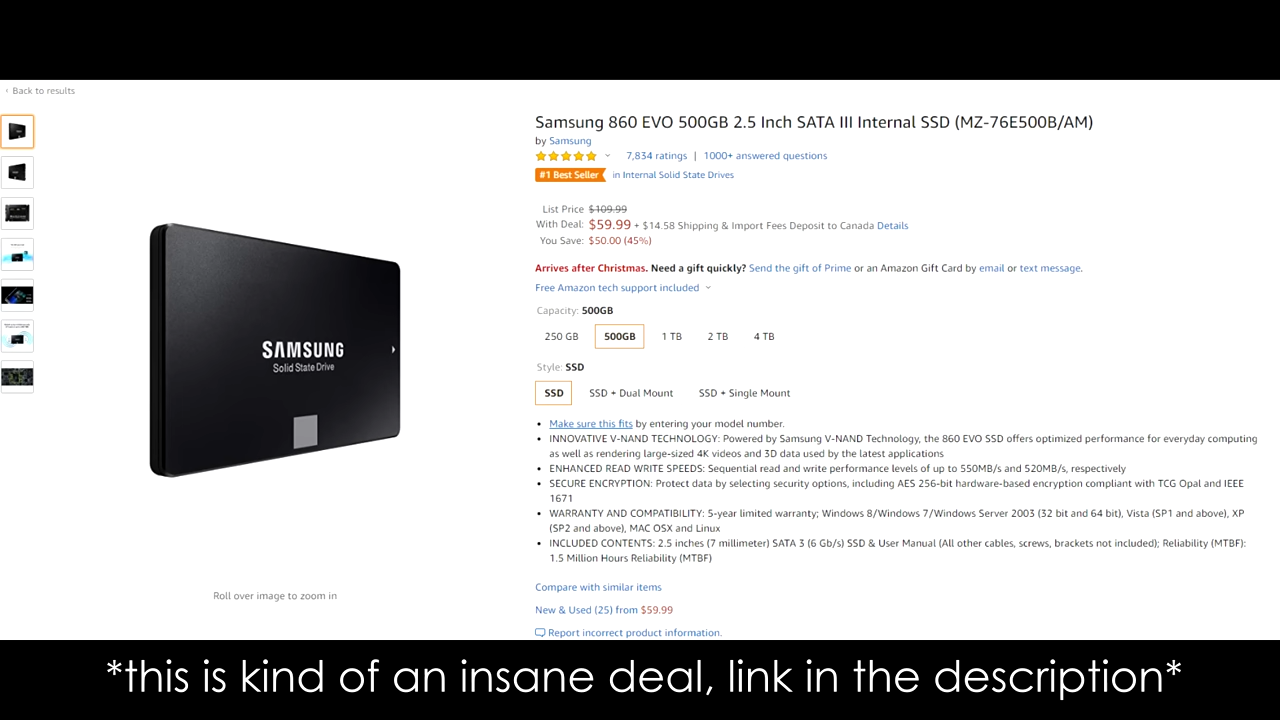 ‹ Back to results
Samsung 860 EVO 500GB 2.5 Inch SATA III Internal SSD (MZ-76E500B/AM)
by Samsung
7,834 ratings | 1000+ answered questions
#1 Best Seller in Internal Solid State Drives
List Price $109.99
With Deal: $59.99 + $14.58 Shipping & Import Fees Deposit to Canada Details
You Save: $50.00 (45%)
Arrives after Christmas. Need a gift quickly? Send the gift of Prime or an Amazon Gift Card by email or text message.
Free Amazon tech support included
Capacity: 500GB
250 GB 500GB 1 TB 2 TB 4 TB
Style: SSD
SSD SSD + Dual Mount SSD + Single Mount
SAMSUNG
Solid State Drive
• Make sure this fits by entering your model number.
• INNOVATIVE V-NAND TECHNOLOGY: Powered by Samsung V-NAND Technology, the 860 EVO SSD offers optimized performance for everyday computing
as well as rendering large-sized 4K videos and 3D data used by the latest applications
• ENHANCED READ WRITE SPEEDS: Sequential read and write performance levels of up to 550MB/s and 520MB/s, respectively
• SECURE ENCRYPTION: Protect data by selecting security options, including AES 256-bit hardware-based encryption compliant with TCG Opal and IEEE
1671
• WARRANTY AND COMPATIBILITY: 5-year limited warranty; Windows 8/Windows 7/Windows Server 2003 (32 bit and 64 bit), Vista (SP1 and above), XP
(SP2 and above), MAC OSX and Linux
• INCLUDED CONTENTS: 2.5 inches (7 millimeter) SATA 3 (6 Gb/s) SSD & User Manual (All other cables, screws, brackets not included); Reliability (MTBF):
1.5 Million Hours Reliability (MTBF)
Compare with similar items
Roll over image to zoom in
New & Used (25) from $59.99
Report incorrect product information.
*this is kind of an insane deal, link in the description*